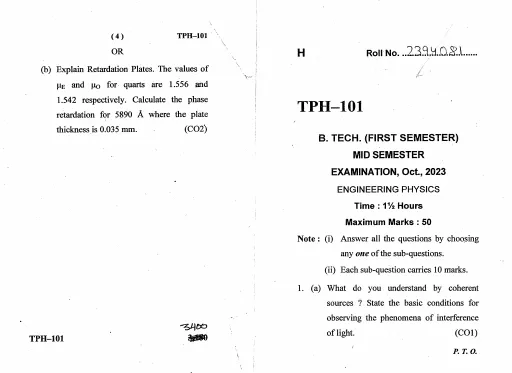 ( 4 ) TPH–101
OR
(b) Explain Retardation Plates. The values of
μE and μO for quarts are 1.556 and
1.542 respectively. Calculate the phase
retardation for 5890 Å where the plate
thickness is 0.035 mm. (CO2)
TPH–101
3400
H Roll No. ..2394081......
TPH–101
B. TECH. (FIRST SEMESTER)
MID SEMESTER
EXAMINATION, Oct., 2023
ENGINEERING PHYSICS
Time : 1½ Hours
Maximum Marks : 50
Note : (i) Answer all the questions by choosing
any one of the sub-questions.
(ii) Each sub-question carries 10 marks.
1. (a) What do you understand by coherent
sources ? State the basic conditions for
observing the phenomena of interference
of light. (CO1)
P. T. O.